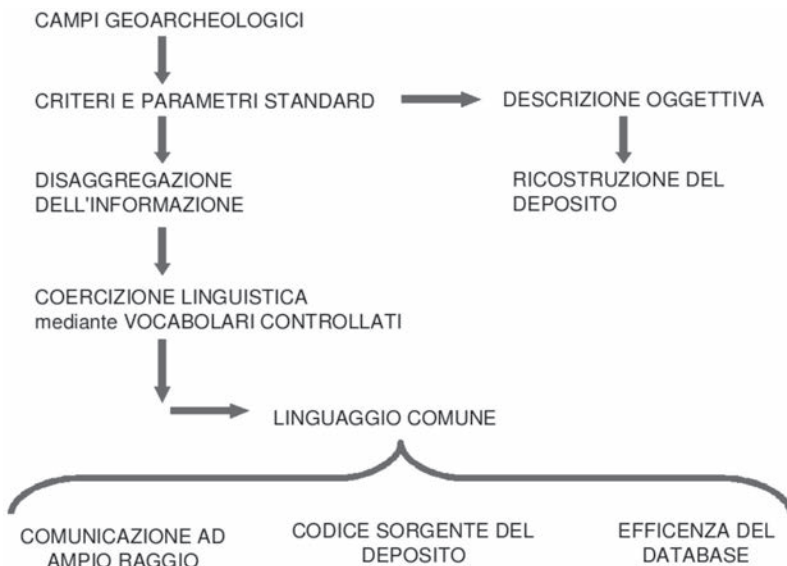 CAMPI GEOARCHEOLOGICI
CRITERI E PARAMETRI STANDARD
DESCRIZIONE OGGETTIVA
DISAGGREGAZIONE
DELL'INFORMAZIONE
RICOSTRUZIONE DEL
DEPOSITO
COERCIZIONE LINGUISTICA
mediante VOCABOLARI CONTROLLATI
LINGUAGGIO COMUNE
COMUNICAZIONE AD
AMPIO RAGGIO
CODICE SORGENTE DEL
DEPOSITO
EFFICENZA DEL
DATABASE